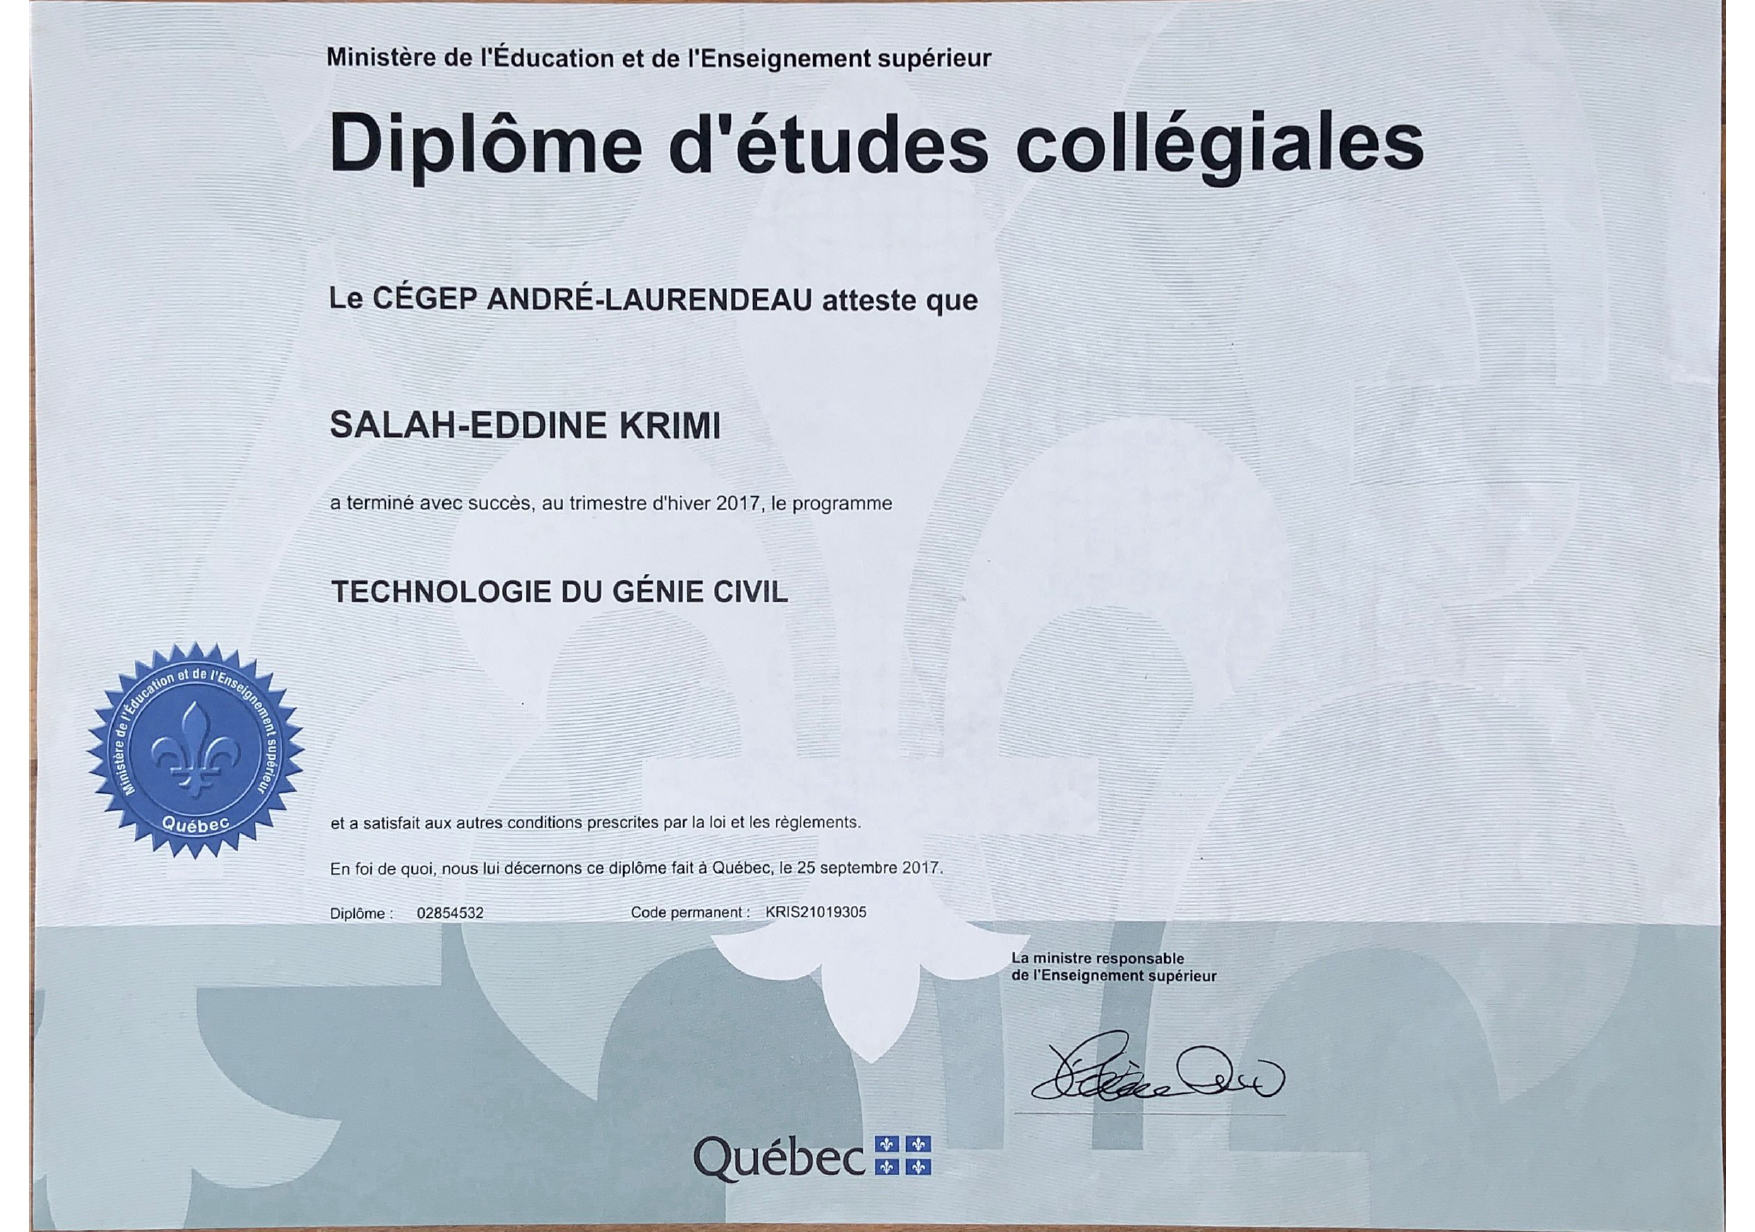 Ministère de l'Éducation et de l'Enseignement supérieur
Diplôme d'études collégiales
Le CÉGEP ANDRÉ-LAURENDEAU atteste que
SALAH-EDDINE KRIMI
a terminé avec succès, au trimestre d'hiver 2017, le programme
TECHNOLOGIE DU GÉNIE CIVIL
Ministère de l'Éducation et de l'Enseignement supérieur
Québec
et a satisfait aux autres conditions prescrites par la loi et les règlements.
En foi de quoi, nous lui décernons ce diplôme fait à Québec, le 25 septembre 2017.
Diplôme : 02854532 Code permanent : KRIS21019305
La ministre responsable
de l'Enseignement supérieur
Québec